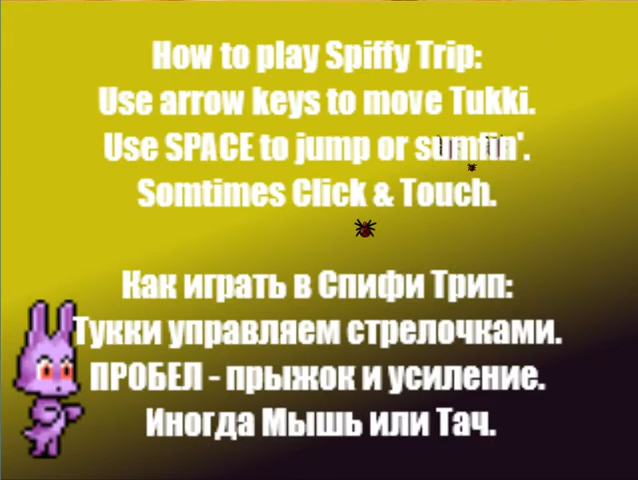 How to play Spiffy Trip:
Use arrow keys to move Tukki.
Use SPACE to jump or sumfin'.
Somtimes Click & Touch.
Как играть в Спифи Трип:
Тукки управляем стрелочками.
ПРОБЕЛ - прыжок и усиление.
Иногда Мышь или Тач.